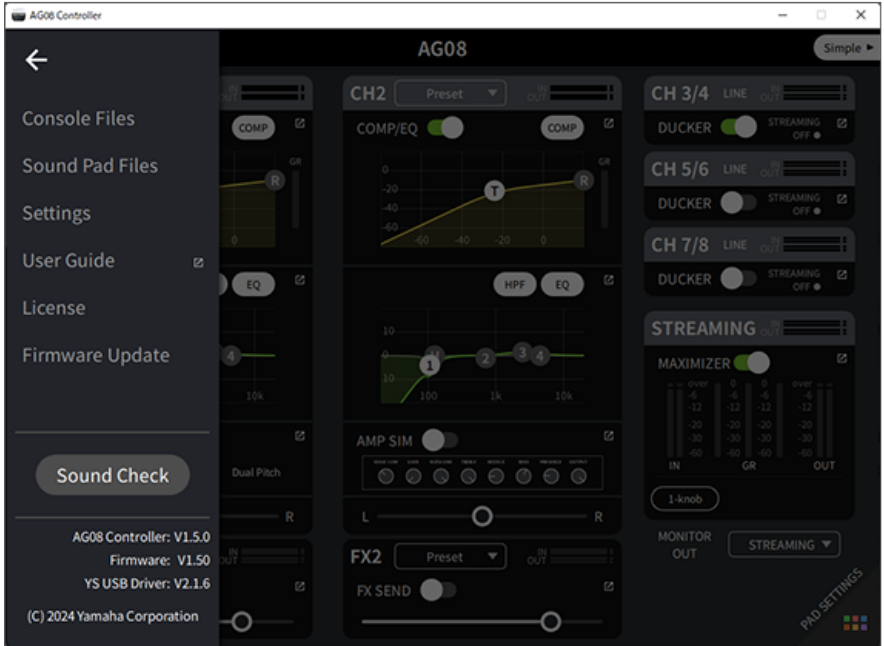 AG08 Controller
AG08
Simple
Console Files
Sound Pad Files
Settings
User Guide
License
Firmware Update
Sound Check
AG08 Controller: V1.5.0
Firmware: V1.50
YS USB Driver: V2.1.6
(C) 2024 Yamaha Corporation
IN
OUT
COMP
GR
R
0
EQ
4
10k
Dual Pitch
R
CH2
Preset
IN
OUT
COMP/EQ
COMP
GR
0
-20
-40
-60
T
R
-60 -40 -20 0
HPF
EQ
10
0
10
1
2
3
4
100 1k 10k
AMP SIM
L
R
FX2
Preset
IN
OUT
FX SEND
CH 3/4 LINE
IN
OUT
DUCKER
STREAMING
OFF
CH 5/6 LINE
IN
OUT
DUCKER
STREAMING
OFF
CH 7/8 LINE
IN
OUT
DUCKER
STREAMING
OFF
STREAMING
IN
OUT
MAXIMIZER
over 0 0 over
-6 -6 -6 -6
-12 -12 -12 -12
-20 -20 -20 -20
-30 -30 -30 -30
-60 -60 -60 -60
IN GR OUT
1-knob
MONITOR
OUT
STREAMING
PAD SETTINGS